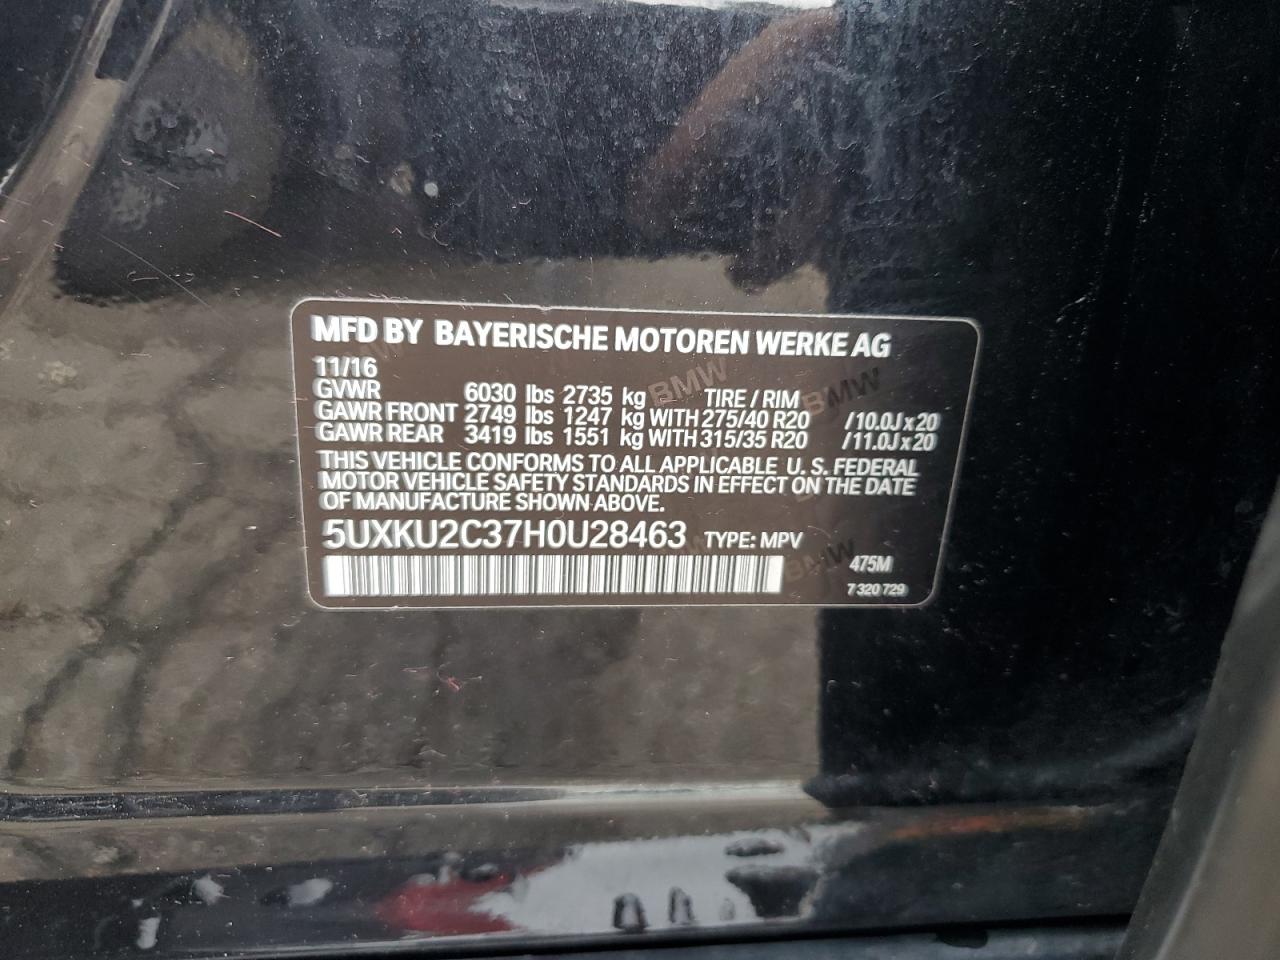 MFD BY BAYERISCHE MOTOREN WERKE AG
11/16
GVWR 6030 lbs 2735 kg TIRE / RIM
GAWR FRONT 2749 lbs 1247 kg WITH 275/40 R20 /10.0J x 20
GAWR REAR 3419 lbs 1551 kg WITH 315/35 R20 /11.0J x 20
THIS VEHICLE CONFORMS TO ALL APPLICABLE U. S. FEDERAL
MOTOR VEHICLE SAFETY STANDARDS IN EFFECT ON THE DATE
OF MANUFACTURE SHOWN ABOVE.
5UXKU2C37H0U28463 TYPE: MPV
475M
7 320 729
BMW
BMW
BMW